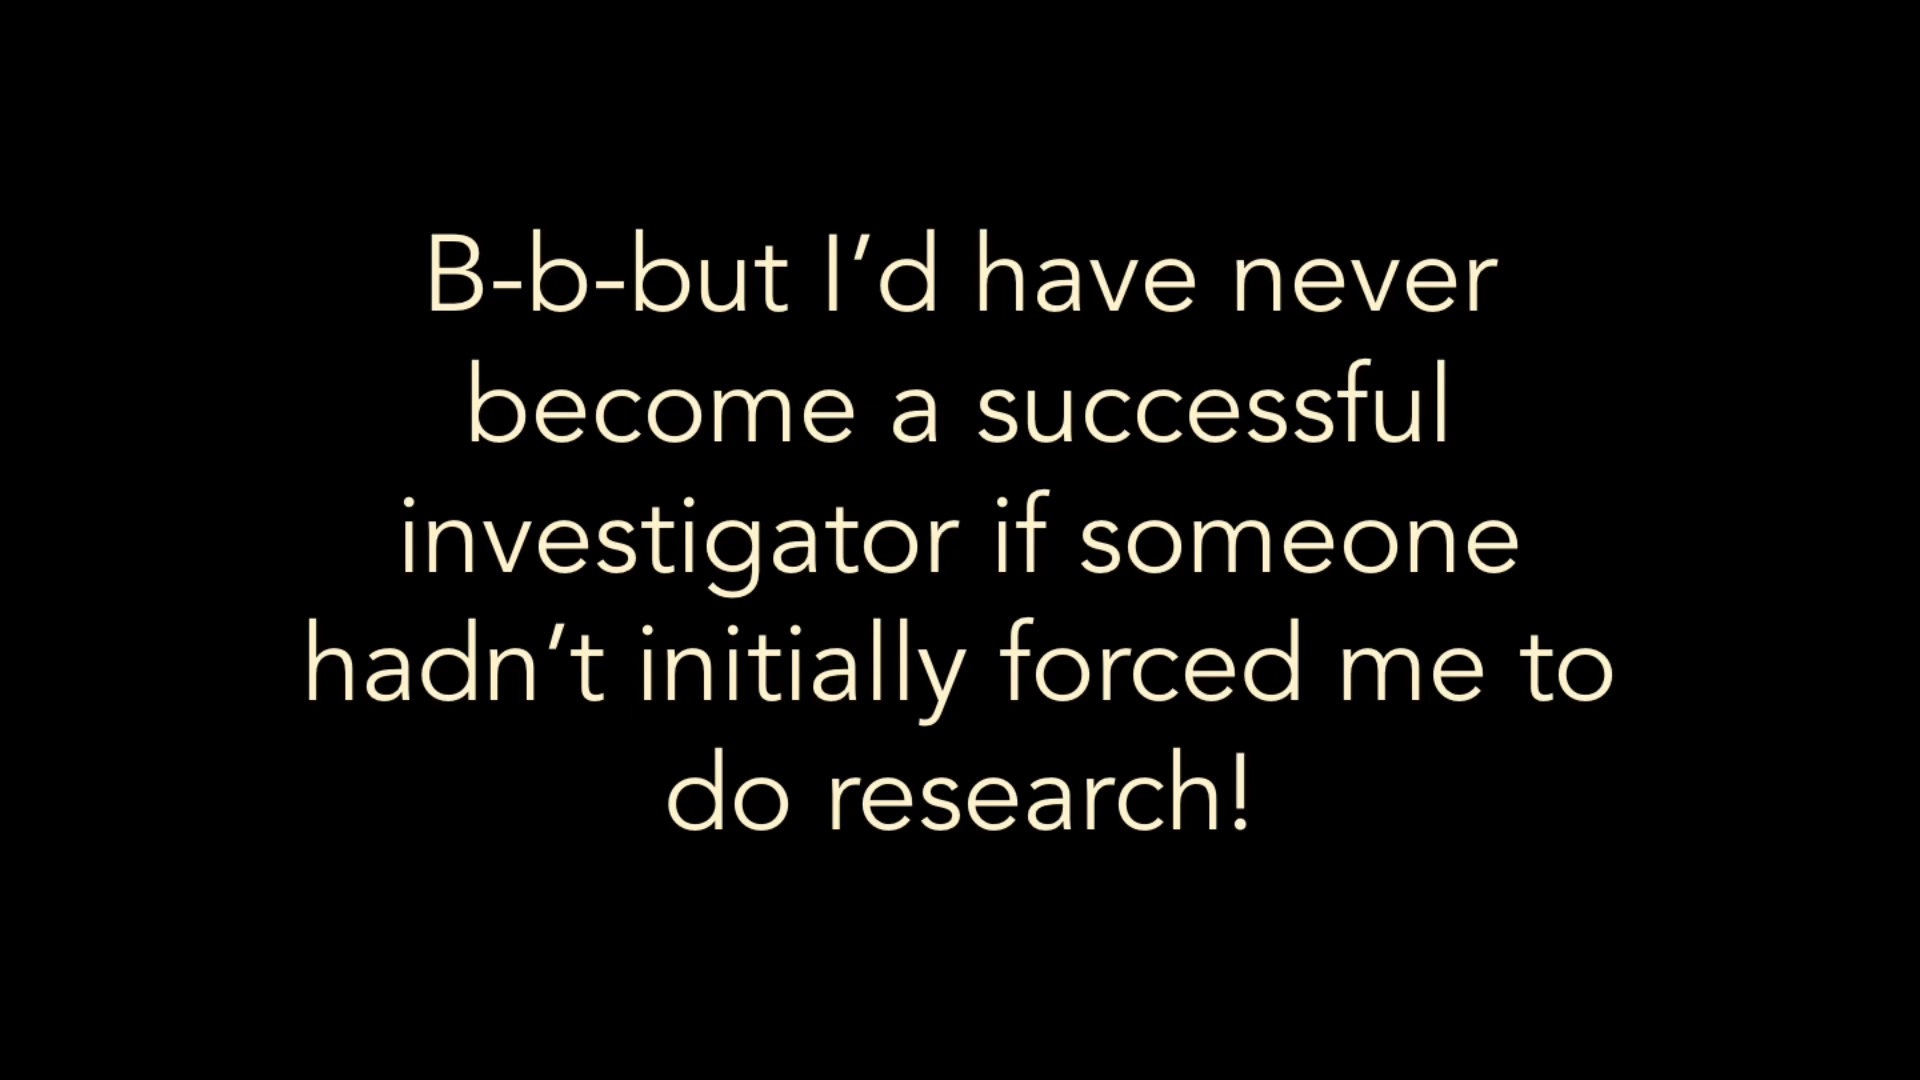 B-b-but I’d have never
become a successful
investigator if someone
hadn’t initially forced me to
do research!